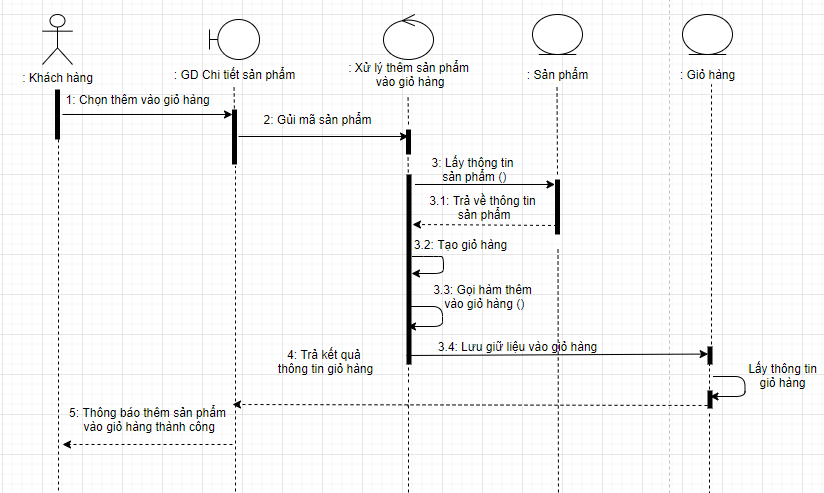 : Khách hàng
: GD Chi tiết sản phẩm
: Xử lý thêm sản phẩm
vào giỏ hàng
: Sản phẩm
: Giỏ hàng
1: Chọn thêm vào giỏ hàng
2: Gủi mã sản phẩm
3: Lấy thông tin
sản phẩm ()
3.1: Trả về thông tin
sản phẩm
3.2: Tạo giỏ hàng
3.3: Gọi hàm thêm
vào giỏ hàng ()
3.4: Lưu giữ liệu vào giỏ hàng
4: Trả kết quả
thông tin giỏ hàng
Lấy thông tin
giỏ hàng
5: Thông báo thêm sản phẩm
vào giỏ hàng thành công